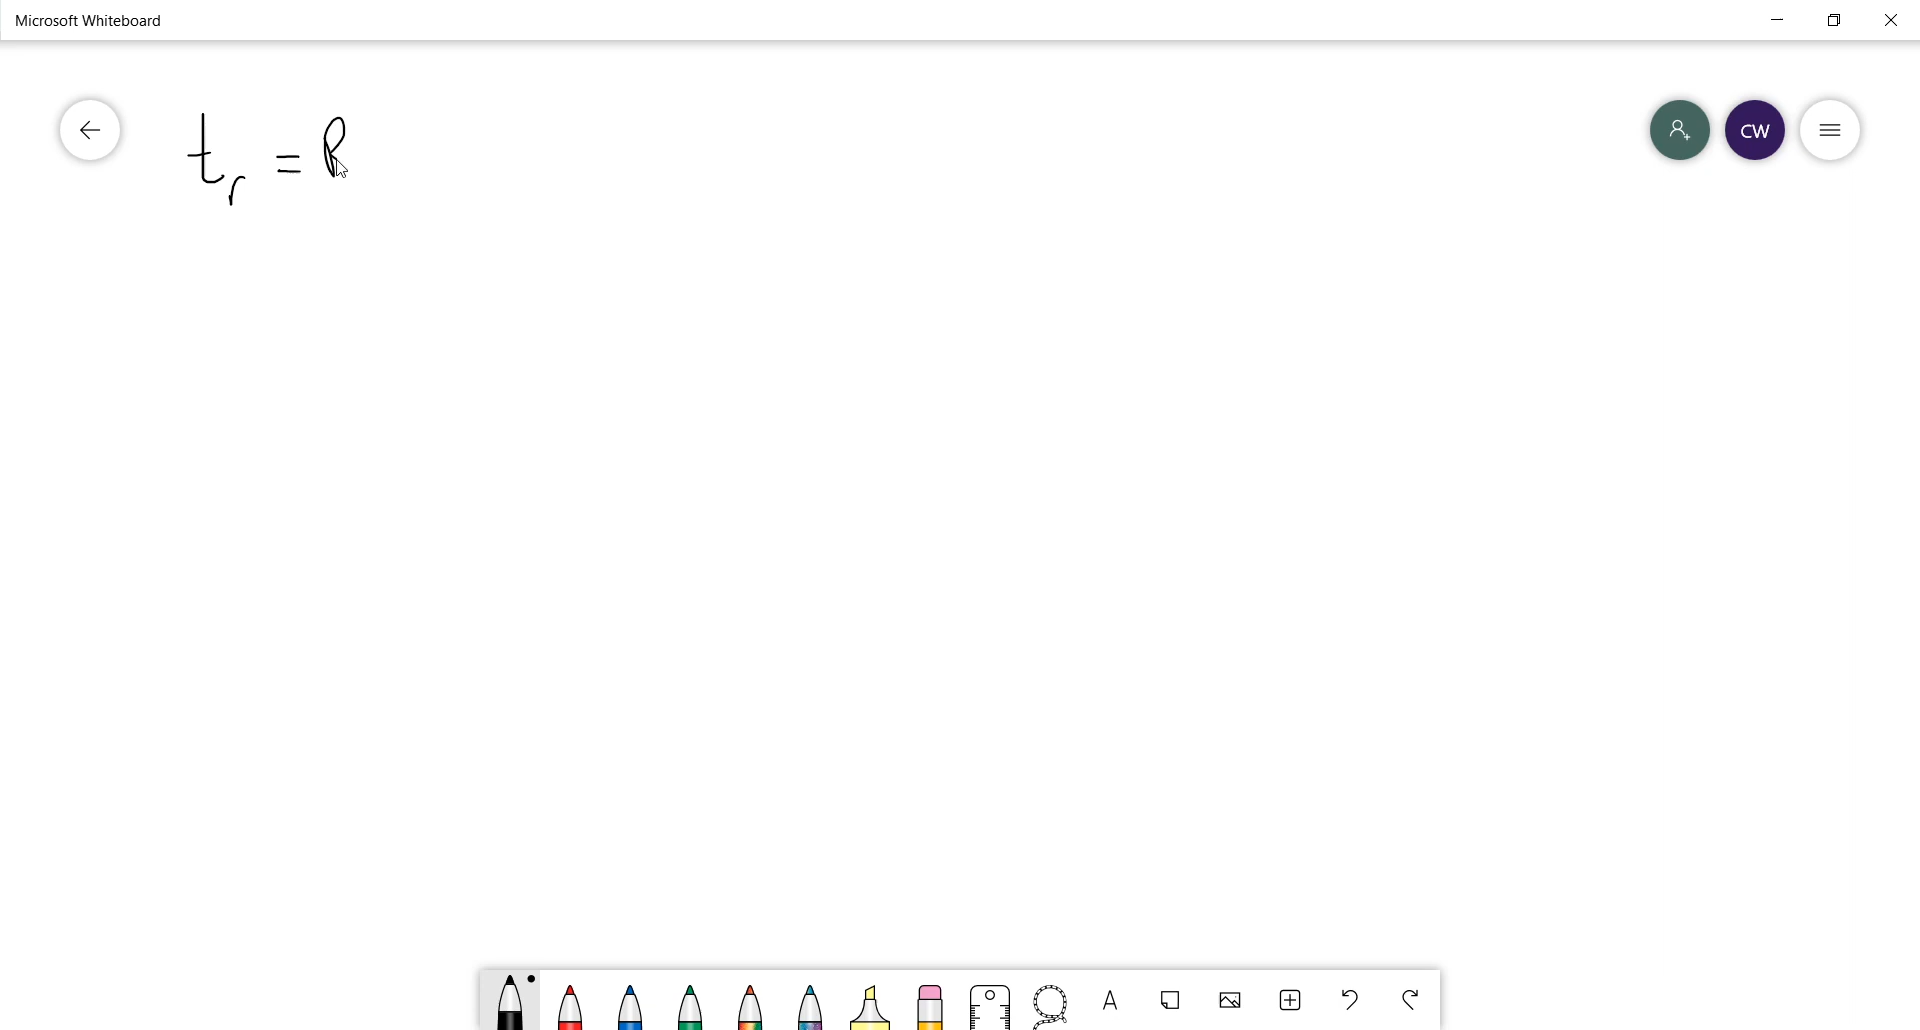 Microsoft Whiteboard
CW
t_r =
A